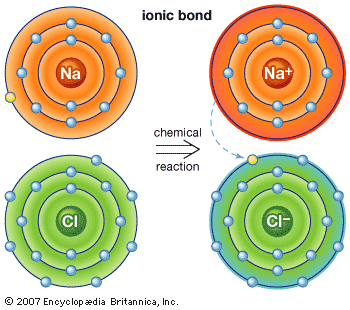 ionic bond
Na
Na⁺
chemical
reaction
Cl
Cl⁻
© 2007 Encyclopædia Britannica, Inc.